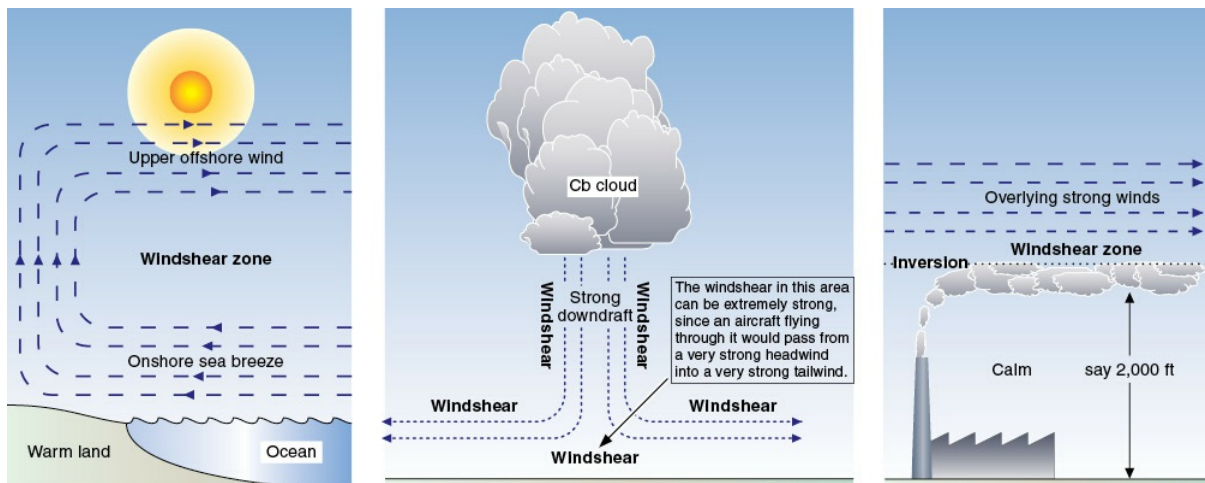 Upper offshore wind
Windshear zone
Onshore sea breeze
Warm land
Ocean
Cb cloud
Windshear
Strong
downdraft
Windshear
The windshear in this area
can be extremely strong,
since an aircraft flying
through it would pass from
a very strong headwind
into a very strong tailwind.
Windshear
Windshear
Windshear
Overlying strong winds
Windshear zone
Inversion
Calm
say 2,000 ft